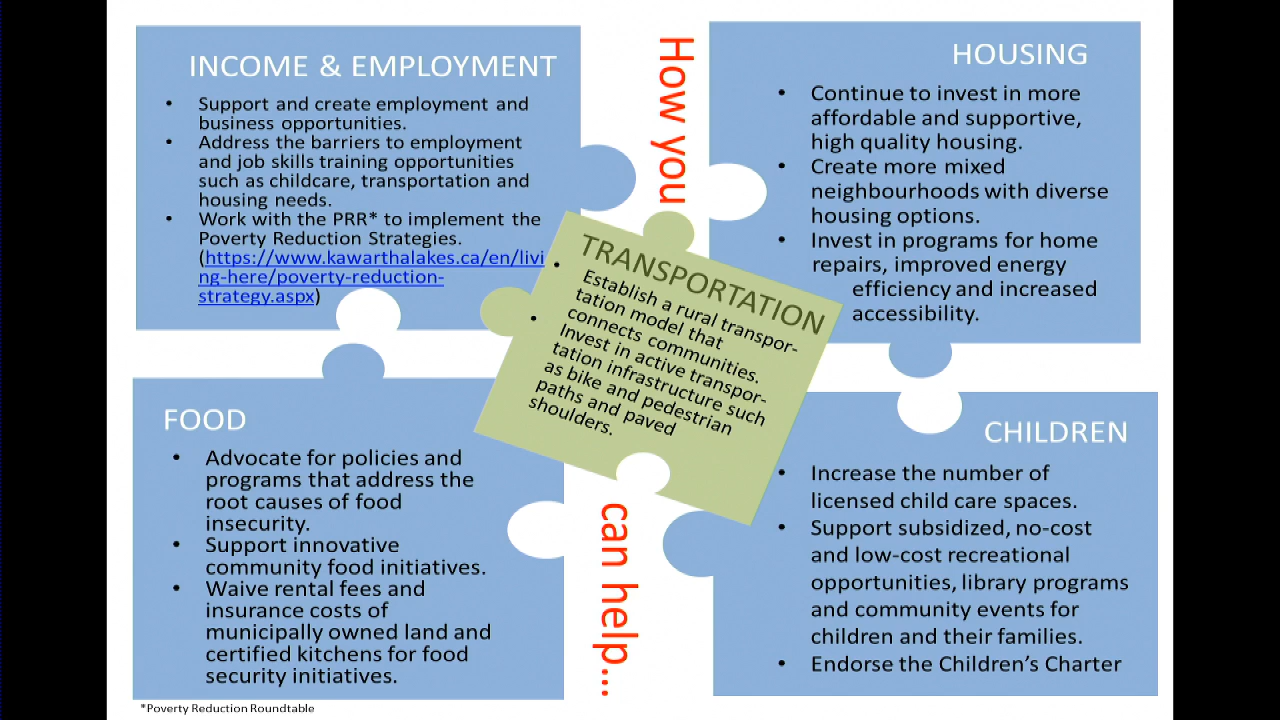 INCOME & EMPLOYMENT
• Support and create employment and
business opportunities.
• Address the barriers to employment
and job skills training opportunities
such as childcare, transportation and
housing needs.
• Work with the PRR* to implement the
Poverty Reduction Strategies.
(https://www.kawarthalakes.ca/en/livi
ng-here/poverty-reduction-
strategy.aspx)
How you
HOUSING
• Continue to invest in more
affordable and supportive,
high quality housing.
• Create more mixed
neighbourhoods with diverse
housing options.
• Invest in programs for home
repairs, improved energy
efficiency and increased
accessibility.
TRANSPORTATION
• Establish a rural transpor-
tation model that
connects communities.
• Invest in active transpor-
tation infrastructure such
as bike and pedestrian
paths and paved
shoulders.
FOOD
• Advocate for policies and
programs that address the
root causes of food
insecurity.
• Support innovative
community food initiatives.
• Waive rental fees and
insurance costs of
municipally owned land and
certified kitchens for food
security initiatives.
can help...
CHILDREN
• Increase the number of
licensed child care spaces.
• Support subsidized, no-cost
and low-cost recreational
opportunities, library programs
and community events for
children and their families.
• Endorse the Children’s Charter
*Poverty Reduction Roundtable